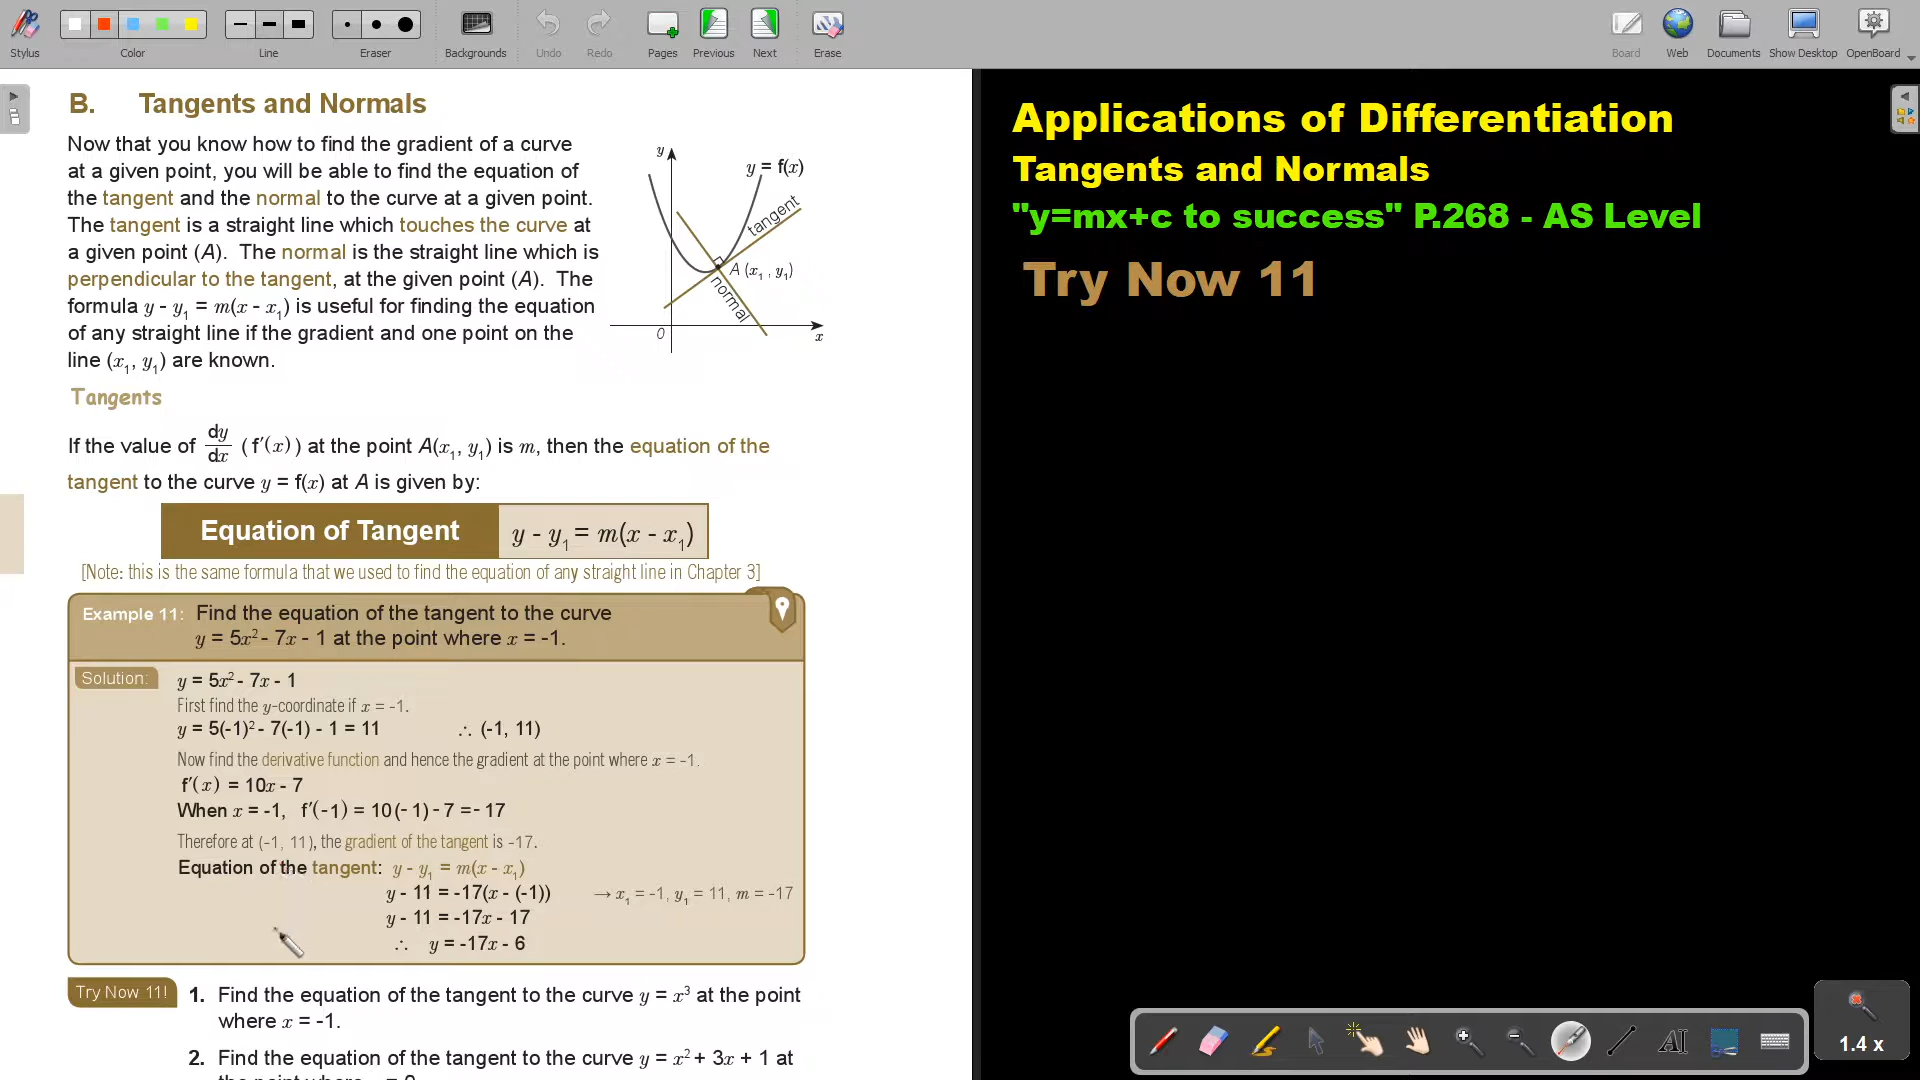 Stylus
Color
Line
Eraser
Backgrounds
Undo
Redo
Pages
Previous
Next
Erase
Board
Web
Documents
Show Desktop
OpenBoard
B. Tangents and Normals
Now that you know how to find the gradient of a curve
at a given point, you will be able to find the equation of
the tangent and the normal to the curve at a given point.
The tangent is a straight line which touches the curve at
a given point (A). The normal is the straight line which is
perpendicular to the tangent, at the given point (A). The
formula y - y₁ = m(x - x₁) is useful for finding the equation
of any straight line if the gradient and one point on the
line (x₁, y₁) are known.
y
y = f(x)
tangent
A (x₁ , y₁)
normal
0
x
Tangents
If the value of dy/dx ( f′(x) ) at the point A(x₁, y₁) is m, then the equation of the
tangent to the curve y = f(x) at A is given by:
Equation of Tangent y - y₁ = m(x - x₁)
[Note: this is the same formula that we used to find the equation of any straight line in Chapter 3]
Example 11: Find the equation of the tangent to the curve
y = 5x² - 7x - 1 at the point where x = -1.
Solution: y = 5x² - 7x - 1
First find the y-coordinate if x = -1.
y = 5(-1)² - 7(-1) - 1 = 11 ∴ (-1, 11)
Now find the derivative function and hence the gradient at the point where x = -1.
f′(x) = 10x - 7
When x = -1, f′(-1) = 10(-1) - 7 = -17
Therefore at (-1, 11), the gradient of the tangent is -17.
Equation of the tangent: y - y₁ = m(x - x₁)
y - 11 = -17(x - (-1)) → x₁ = -1, y₁ = 11, m = -17
y - 11 = -17x - 17
∴ y = -17x - 6
Try Now 11! 1. Find the equation of the tangent to the curve y = x³ at the point
where x = -1.
2. Find the equation of the tangent to the curve y = x² + 3x + 1 at
Applications of Differentiation
Tangents and Normals
"y=mx+c to success" P.268 - AS Level
Try Now 11
AI
1.4 x